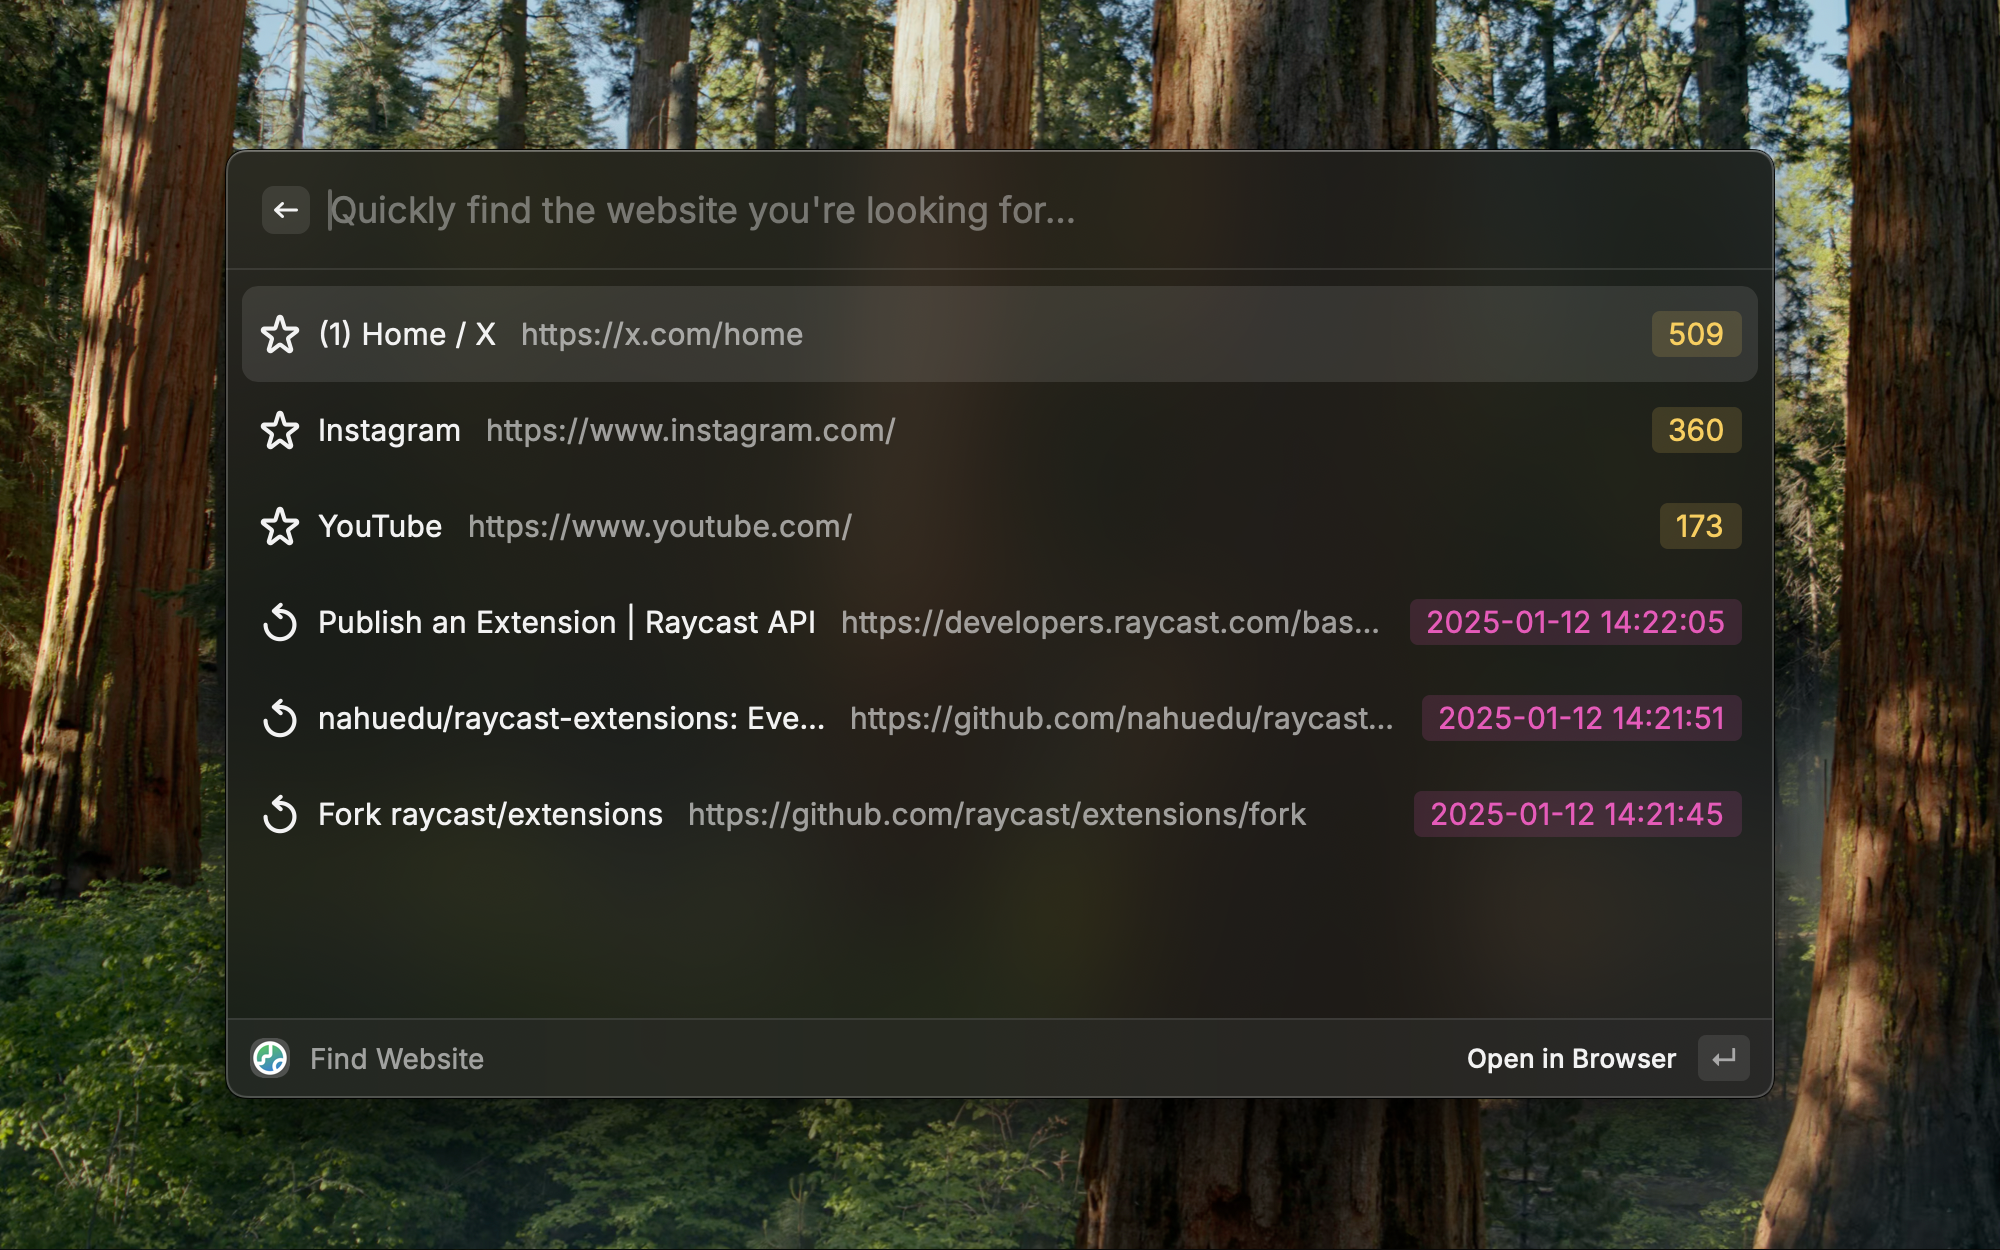 Quickly find the website you're looking for...
(1) Home / X https://x.com/home 509
Instagram https://www.instagram.com/ 360
YouTube https://www.youtube.com/ 173
Publish an Extension | Raycast API https://developers.raycast.com/bas... 2025-01-12 14:22:05
nahuedu/raycast-extensions: Eve... https://github.com/nahuedu/raycast... 2025-01-12 14:21:51
Fork raycast/extensions https://github.com/raycast/extensions/fork 2025-01-12 14:21:45
Find Website Open in Browser